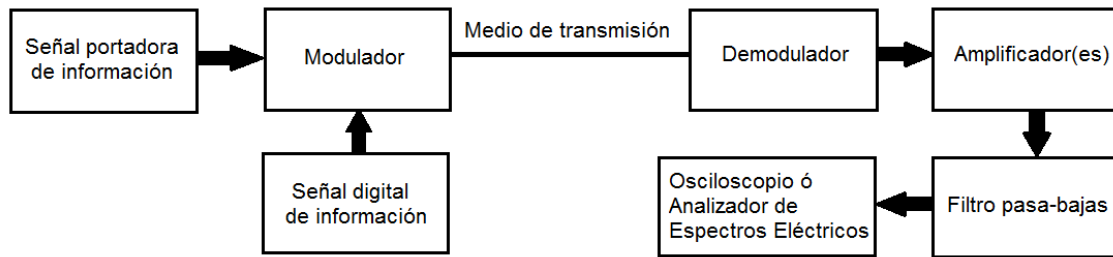 Señal portadora
de información
Modulador
Medio de transmisión
Demodulador
Amplificador(es)
Señal digital
de información
Osciloscopio ó
Analizador de
Espectros Eléctricos
Filtro pasa-bajas